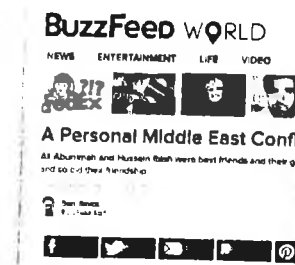 BuzzFeed WORLD
NEWS ENTERTAINMENT LIFE VIDEO
?!?
A Personal Middle East Confl
Ali Abunimah and Hussein Ibish were best friends and their g
and so did their friendship